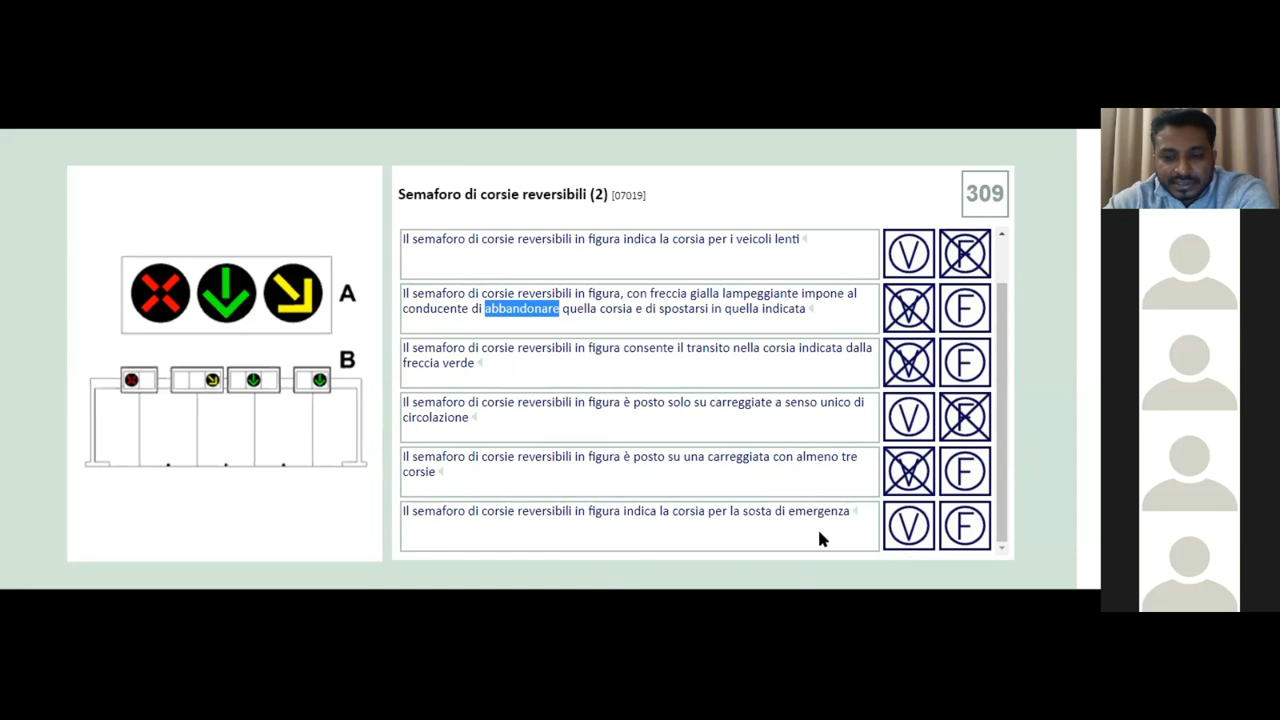 Semaforo di corsie reversibili (2) [07019]
309
A
B
Il semaforo di corsie reversibili in figura indica la corsia per i veicoli lenti
V F
Il semaforo di corsie reversibili in figura, con freccia gialla lampeggiante impone al
conducente di abbandonare quella corsia e di spostarsi in quella indicata
V F
Il semaforo di corsie reversibili in figura consente il transito nella corsia indicata dalla
freccia verde
V F
Il semaforo di corsie reversibili in figura è posto solo su carreggiate a senso unico di
circolazione
V F
Il semaforo di corsie reversibili in figura è posto su una carreggiata con almeno tre
corsie
V F
Il semaforo di corsie reversibili in figura indica la corsia per la sosta di emergenza
V F